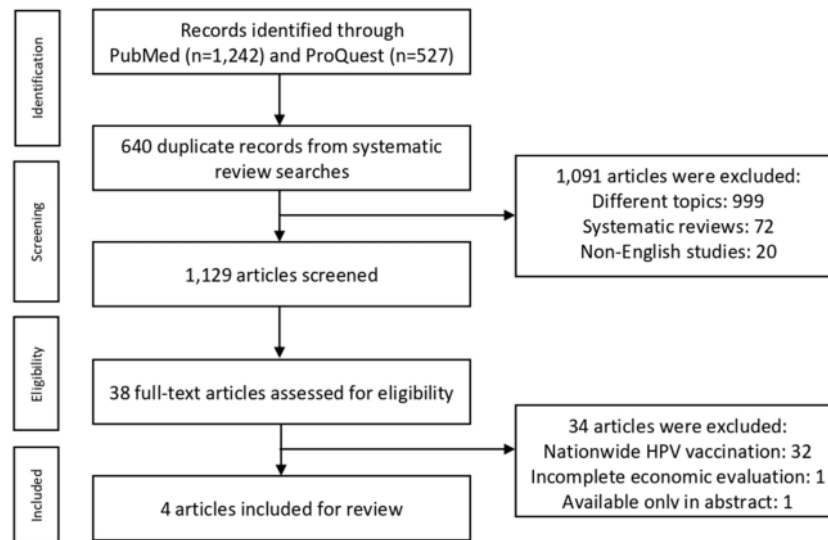 Identification
Records identified through
PubMed (n=1,242) and ProQuest (n=527)
640 duplicate records from systematic
review searches
Screening
1,091 articles were excluded:
Different topics: 999
Systematic reviews: 72
Non-English studies: 20
1,129 articles screened
Eligibility
38 full-text articles assessed for eligibility
34 articles were excluded:
Nationwide HPV vaccination: 32
Incomplete economic evaluation: 1
Available only in abstract: 1
Included
4 articles included for review